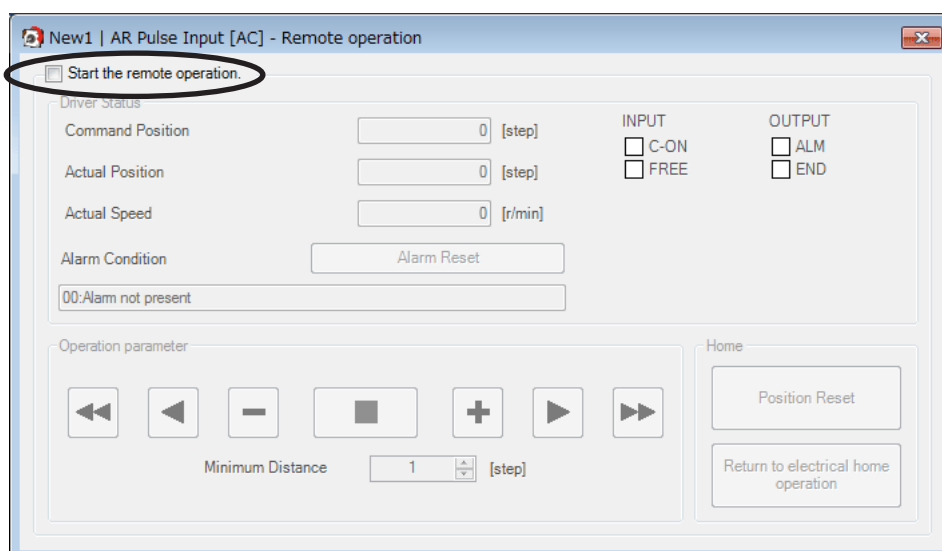 New1 | AR Pulse Input [AC] - Remote operation
Start the remote operation.
Driver Status
Command Position 0 [step]
INPUT OUTPUT
C-ON ALM
Actual Position 0 [step]
FREE END
Actual Speed 0 [r/min]
Alarm Condition Alarm Reset
00:Alarm not present
Operation parameter
Minimum Distance 1 [step]
Home
Position Reset
Return to electrical home
operation